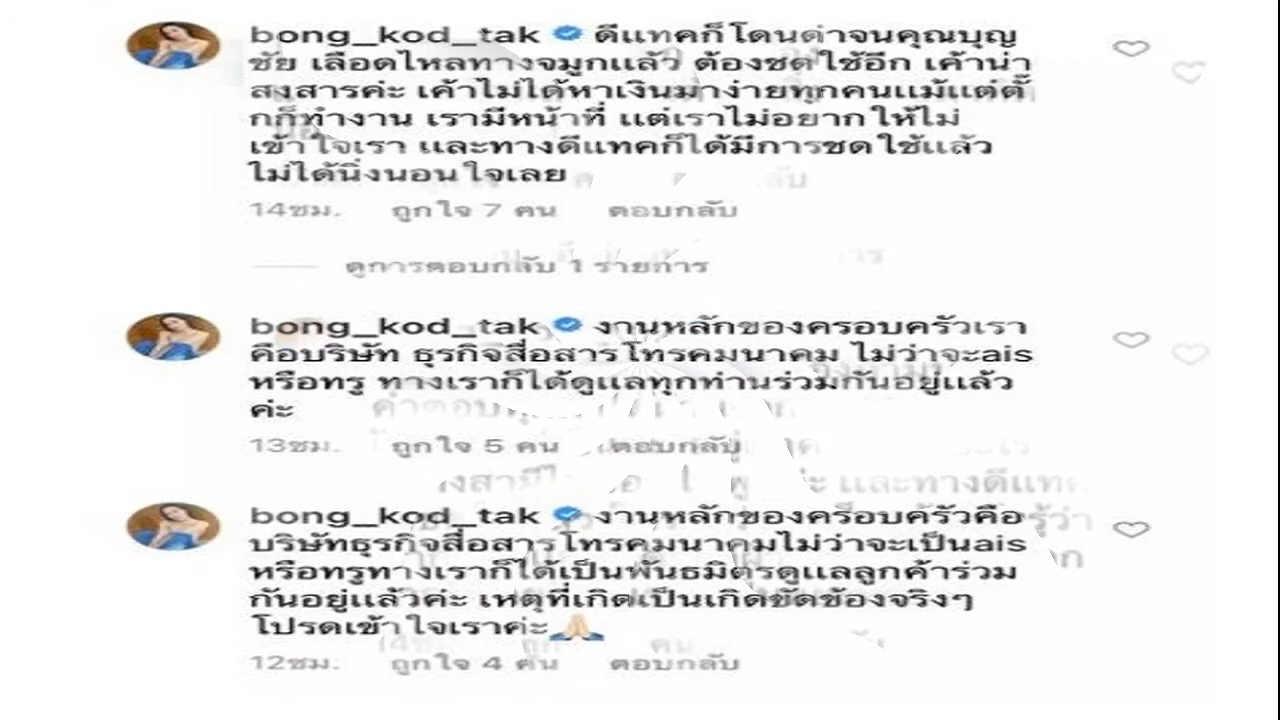 bong_kod_tak ดีแทคก็โดนด่าจนคุณบุญ
ชัย เลือดไหลทางจมูกแล้ว ต้องชดใช้อีก เค้าน่า
สงสารค่ะ เค้าไม่ได้หาเงินมาง่ายทุกคนแม้แต่ตั๊
กก็ทำงาน เรามีหน้าที่ แต่เราไม่อยากให้ไม่
เข้าใจเรา และทางดีแทคก็ได้มีการชดใช้แล้ว
ไม่ได้นิ่งนอนใจเลย
14ชม. ถูกใจ 7 คน ตอบกลับ
ดูการตอบกลับ 1 รายการ
bong_kod_tak งานหลักของครอบครัวเรา
คือบริษัท ธุรกิจสื่อสารโทรคมนาคม ไม่ว่าจะais
หรือทรู ทางเราก็ได้ดูแลทุกท่านร่วมกันอยู่แล้ว
ค่ะ
13ชม. ถูกใจ 5 คน ตอบกลับ
bong_kod_tak งานหลักของครอบครัวคือ
บริษัทธุรกิจสื่อสารโทรคมนาคมไม่ว่าจะเป็นais
หรือทรูทางเราก็ได้เป็นพันธมิตรดูแลลูกค้าร่วม
กันอยู่แล้วค่ะ เหตุที่เกิดเป็นเกิดขัดข้องจริงๆ
โปรดเข้าใจเราค่ะ🙏🏻
12ชม. ถูกใจ 4 คน ตอบกลับ